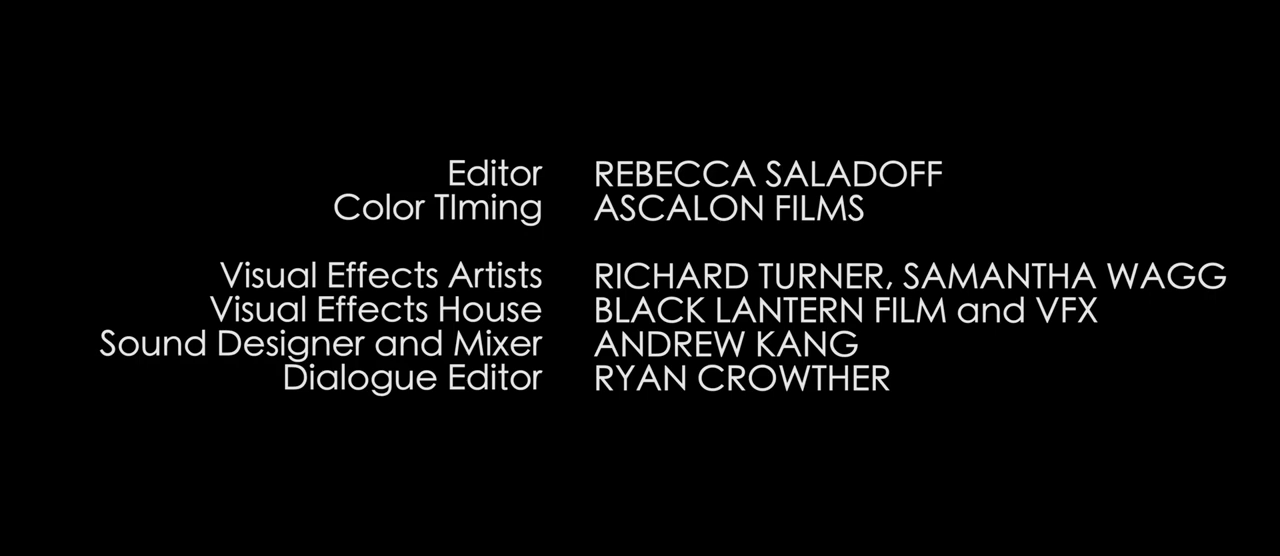 Editor REBECCA SALADOFF
Color TIming ASCALON FILMS
Visual Effects Artists RICHARD TURNER, SAMANTHA WAGG
Visual Effects House BLACK LANTERN FILM and VFX
Sound Designer and Mixer ANDREW KANG
Dialogue Editor RYAN CROWTHER